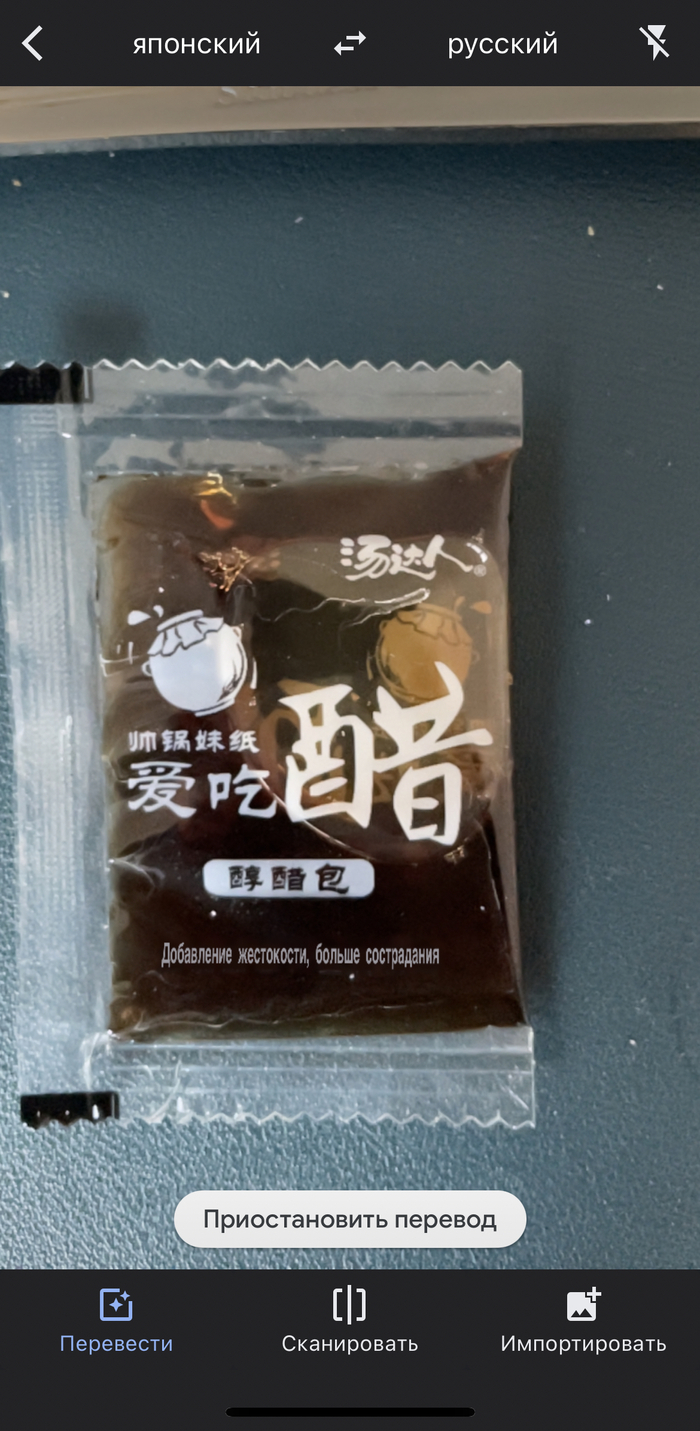 японский
русский
汤达人®
帅锅妹纸
爱吃醋
醇醋包
Добавление жестокости, больше сострадания
Приостановить перевод
Перевести
Сканировать
Импортировать